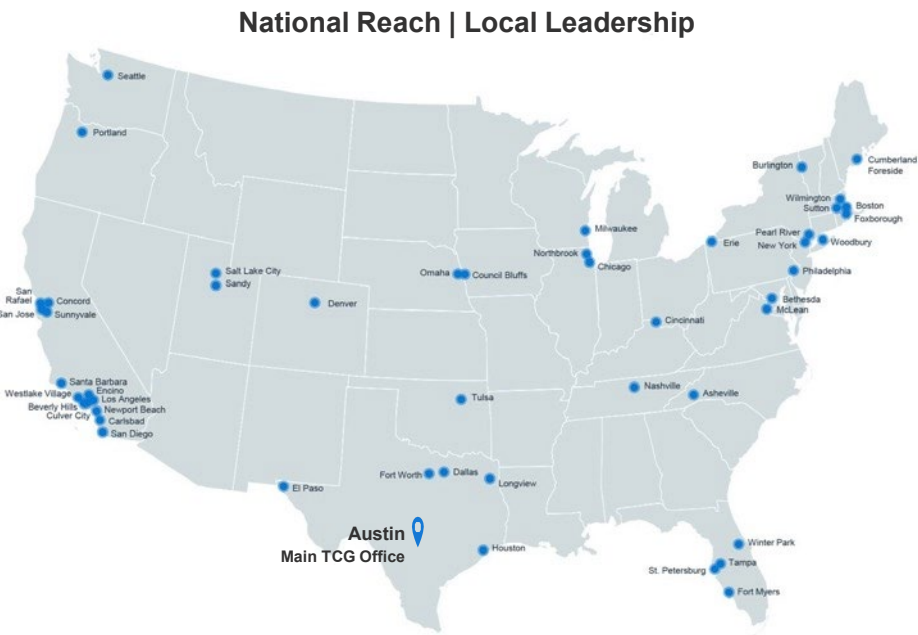 National Reach | Local Leadership
Seattle
Portland
Burlington
Cumberland
Foreside
Wilmington
Sutton
Boston
Foxborough
Milwaukee
Pearl River
New York
Woodbury
Erie
Northbrook
Chicago
Salt Lake City
Sandy
Omaha
Council Bluffs
Philadelphia
San
Rafael
Concord
San Jose
Sunnyvale
Denver
Bethesda
McLean
Cincinnati
Santa Barbara
Encino
Westlake Village
Los Angeles
Beverly Hills
Newport Beach
Culver City
Carlsbad
San Diego
Nashville
Asheville
Tulsa
Fort Worth
Dallas
Longview
El Paso
Austin
Main TCG Office
Houston
Winter Park
Tampa
St. Petersburg
Fort Myers